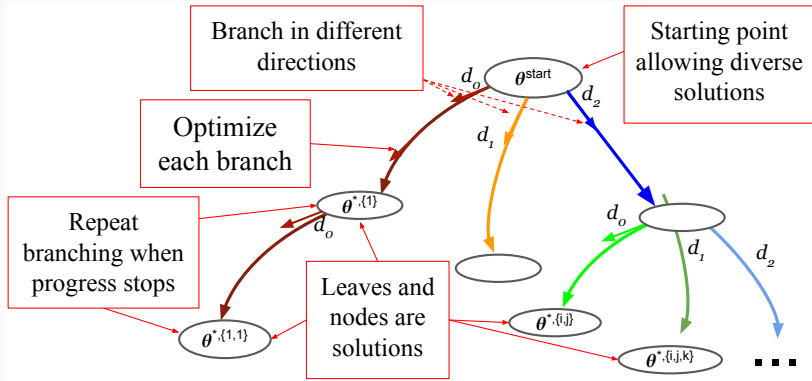 Branch in different
directions
Starting point
allowing diverse
solutions
d₀
θstart
d₂
d₁
Optimize
each branch
θ*,{1}
Repeat
branching when
progress stops
d₀
d₀
d₁
d₂
Leaves and
nodes are
solutions
θ*,{1,1}
θ*,{i,j}
θ*,{i,j,k}
...